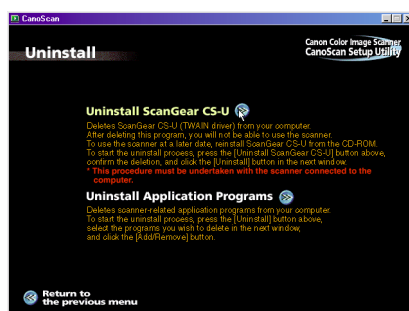 CanoScan
Uninstall
Canon Color Image Scanner
CanoScan Setup Utility
Uninstall ScanGear CS-U
Deletes ScanGear CS-U (TWAIN driver) from your computer.
After deleting this program, you will not be able to use the scanner.
To use the scanner at a later date, reinstall ScanGear CS-U from the CD-ROM.
To start the uninstall process, press the [Uninstall ScanGear CS-U] button above,
confirm the deletion, and click the [Uninstall] button in the next window.
* This procedure must be undertaken with the scanner connected to the
computer.
Uninstall Application Programs
Deletes scanner-related application programs from your computer.
To start the uninstall process, press the [Uninstall] button above,
select the programs you wish to delete in the next window,
and click the [Add/Remove] button.
Return to
the previous menu